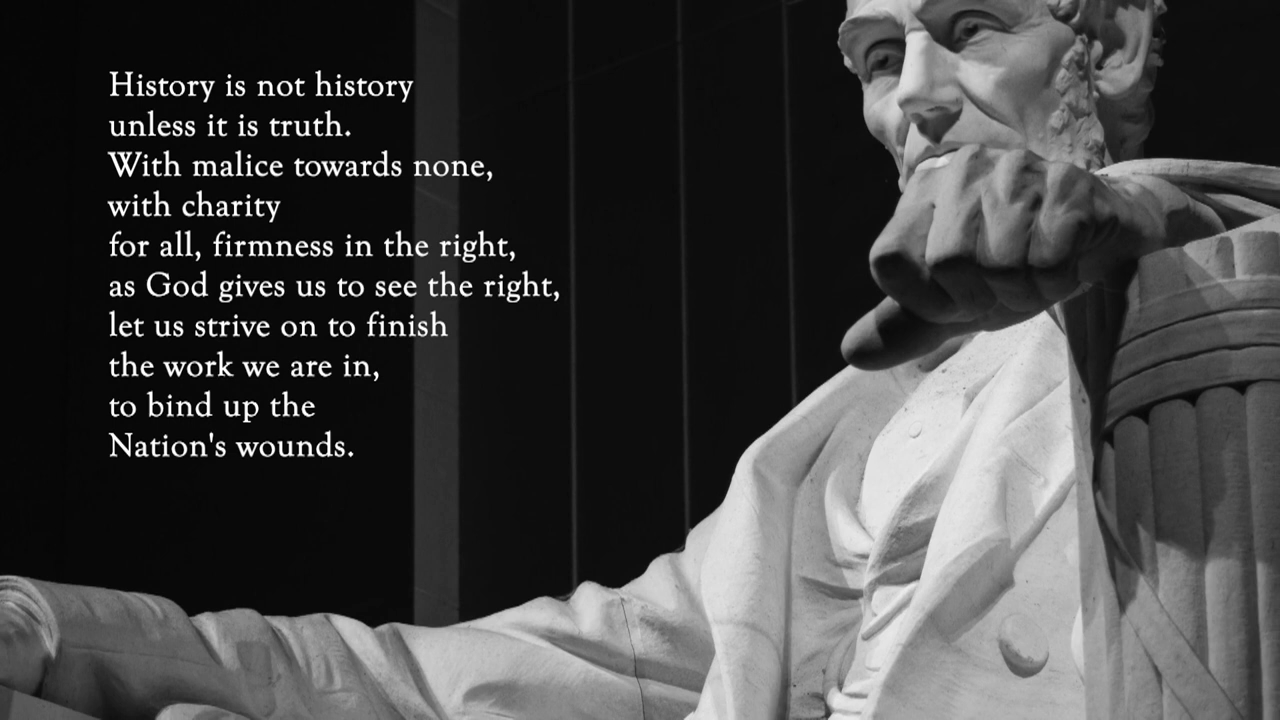 History is not history
unless it is truth.
With malice towards none,
with charity
for all, firmness in the right,
as God gives us to see the right,
let us strive on to finish
the work we are in,
to bind up the
Nation's wounds.